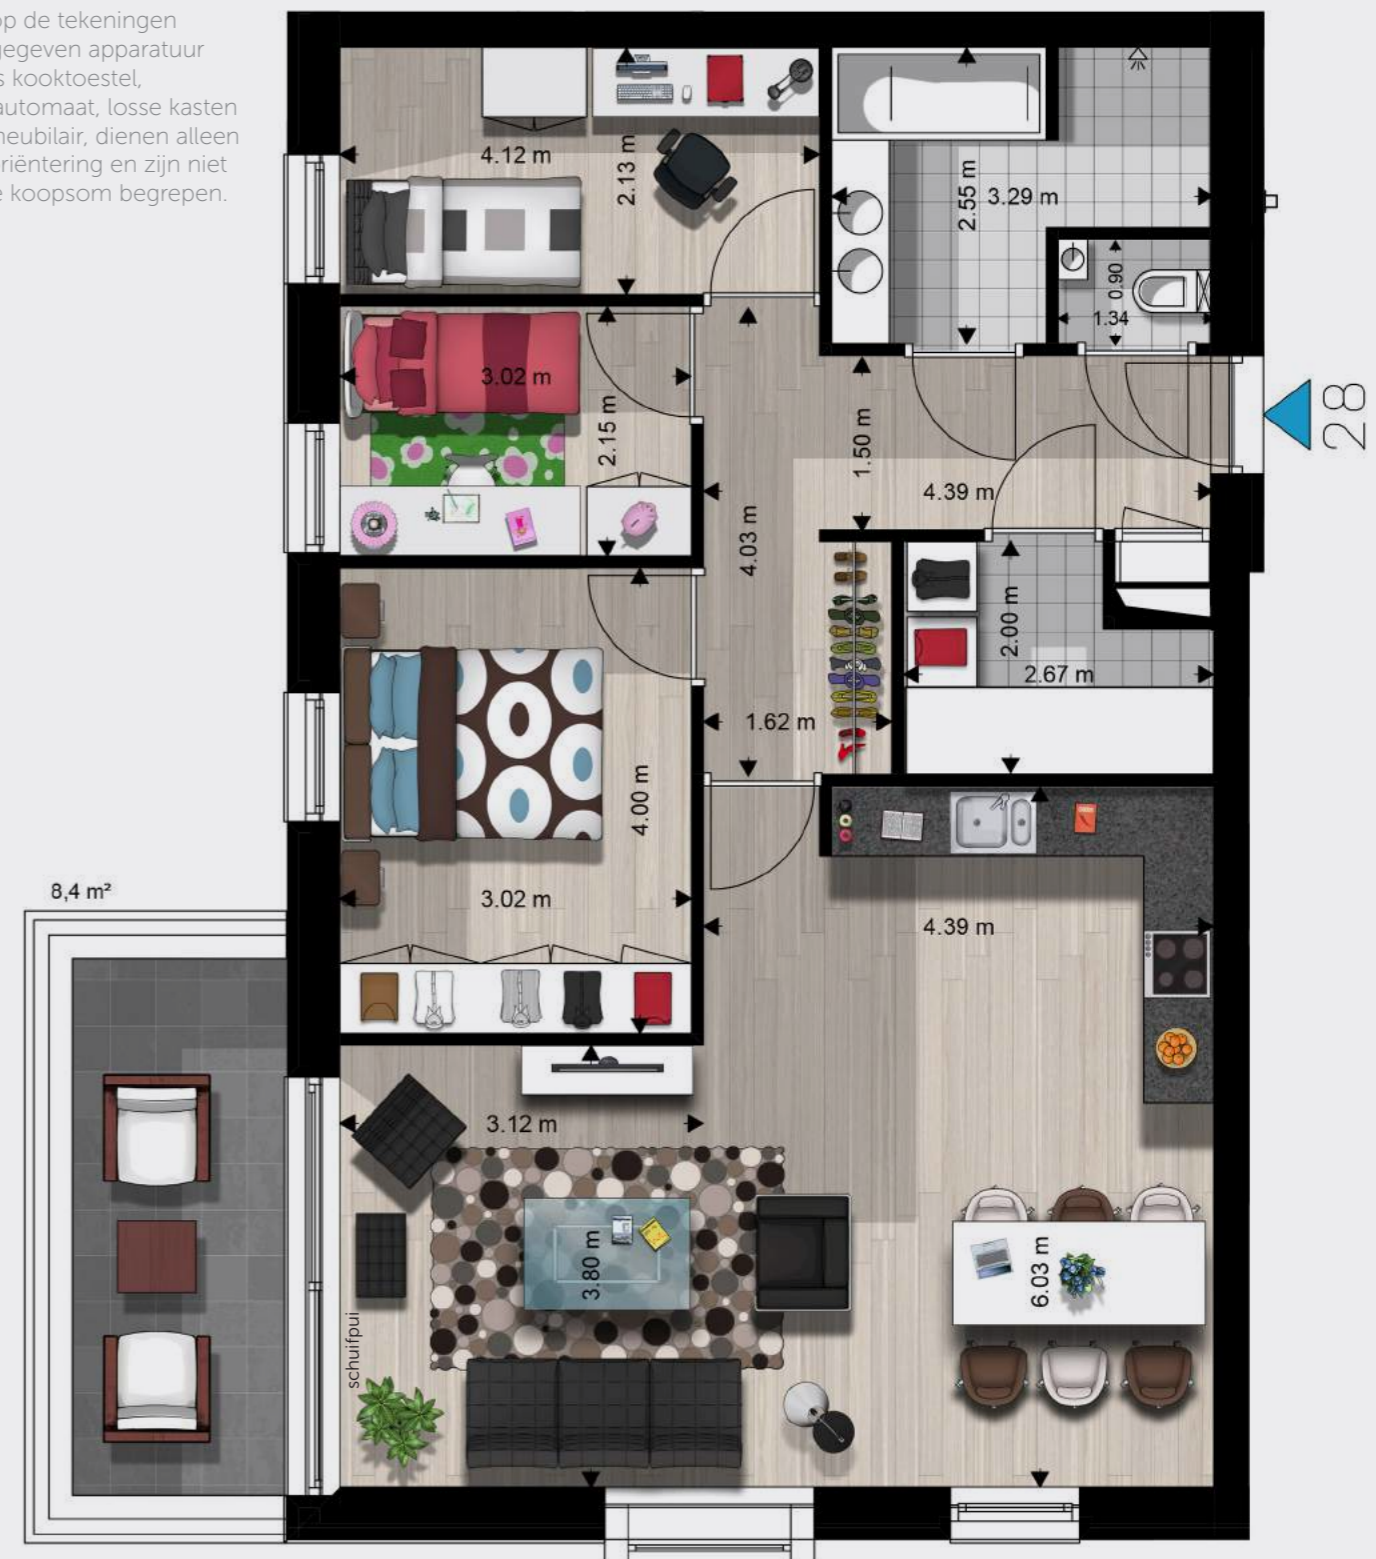 op de tekeningen
gegeven apparatuur
s kooktoestel,
automaat, losse kasten
meubilair, dienen alleen
riëntering en zijn niet
e koopsom begrepen.
4.12 m
2.13 m
2.55 m
3.29 m
0.90
1.34
3.02 m
2.15 m
1.50 m
4.39 m
28
4.03 m
2.00 m
2.67 m
1.62 m
4.00 m
3.02 m
4.39 m
8,4 m²
3.12 m
3.80 m
6.03 m
schuifpui